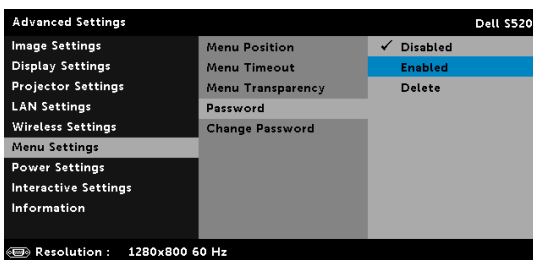 Advanced Settings Dell S520
Image Settings Menu Position ✓ Disabled
Display Settings Menu Timeout Enabled
Projector Settings Menu Transparency Delete
LAN Settings Password
Wireless Settings Change Password
Menu Settings
Power Settings
Interactive Settings
Information
Resolution : 1280x800 60 Hz